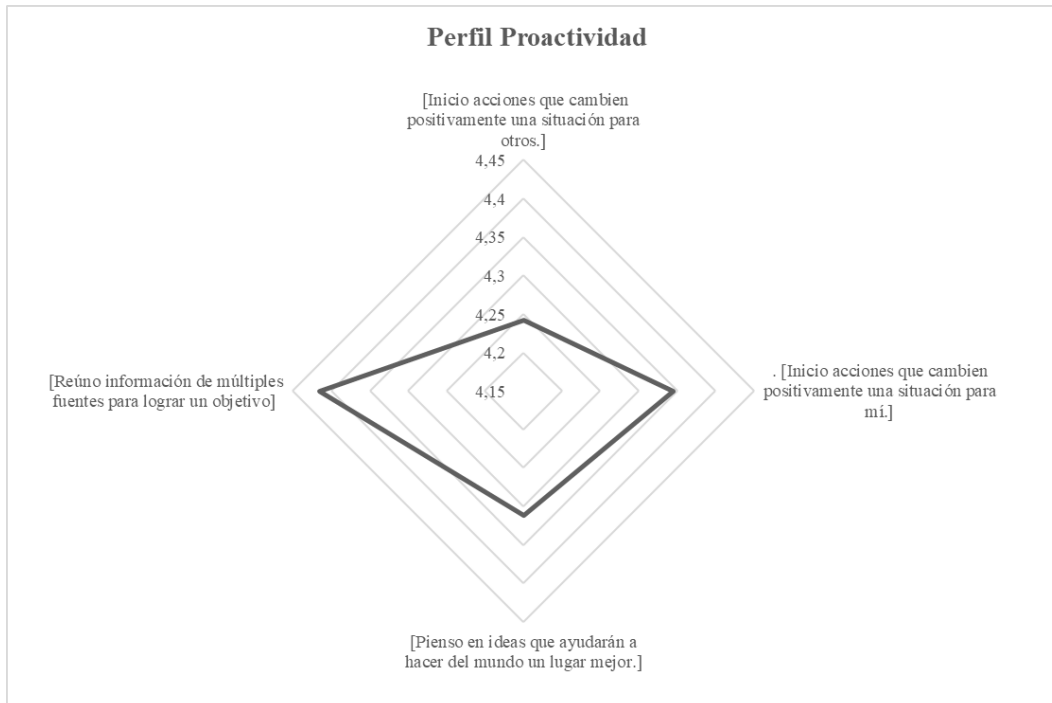 Perfil Proactividad
[Inicio acciones que cambien
positivamente una situación para
otros.]
4,45
4,4
4,35
4,3
4,25
4,2
4,15
. [Inicio acciones que cambien
positivamente una situación para
mí.]
[Reúno información de múltiples
fuentes para lograr un objetivo]
[Pienso en ideas que ayudarán a
hacer del mundo un lugar mejor.]